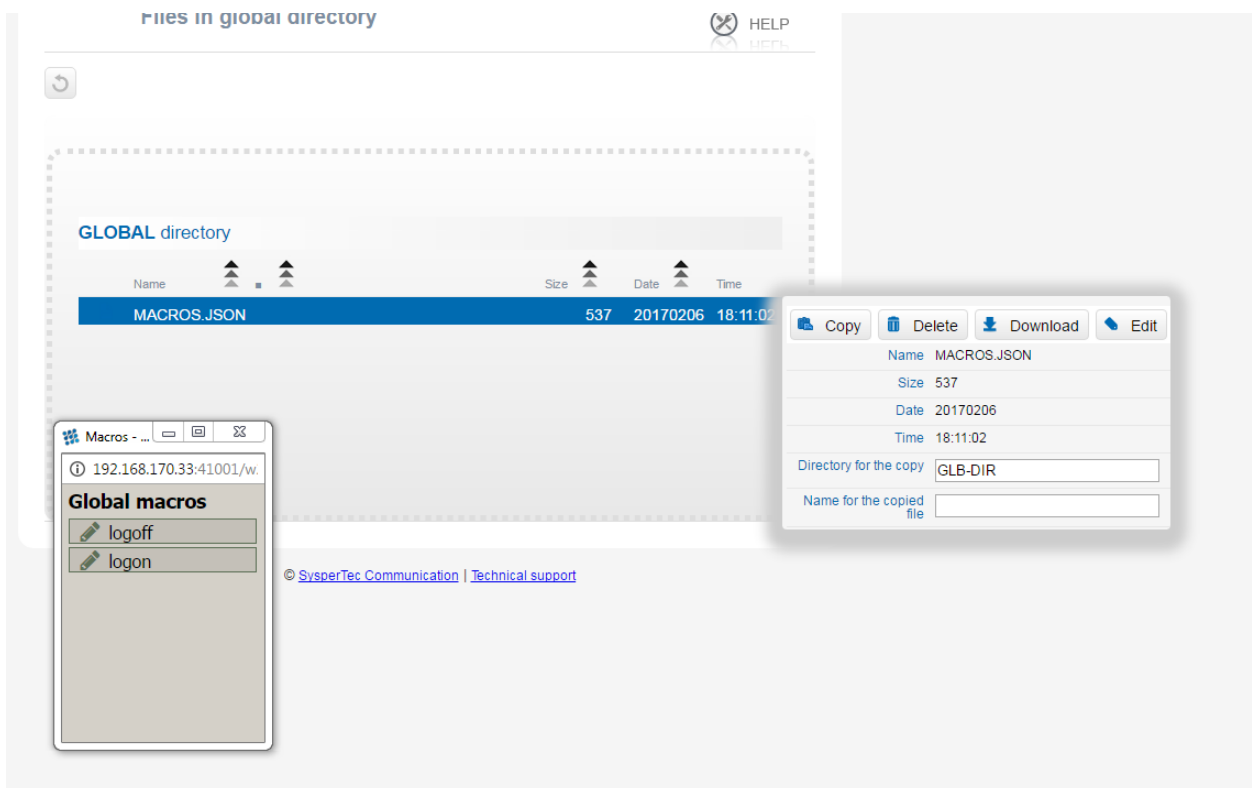 Files in global directory
HELP
GLOBAL directory
Name Size Date Time
MACROS.JSON 537 20170206 18:11:02
Copy Delete Download Edit
Name MACROS.JSON
Size 537
Date 20170206
Time 18:11:02
Directory for the copy GLB-DIR
Name for the copied
file
Macros - ...
192.168.170.33:41001/w.
Global macros
logoff
logon
© SysperTec Communication | Technical support